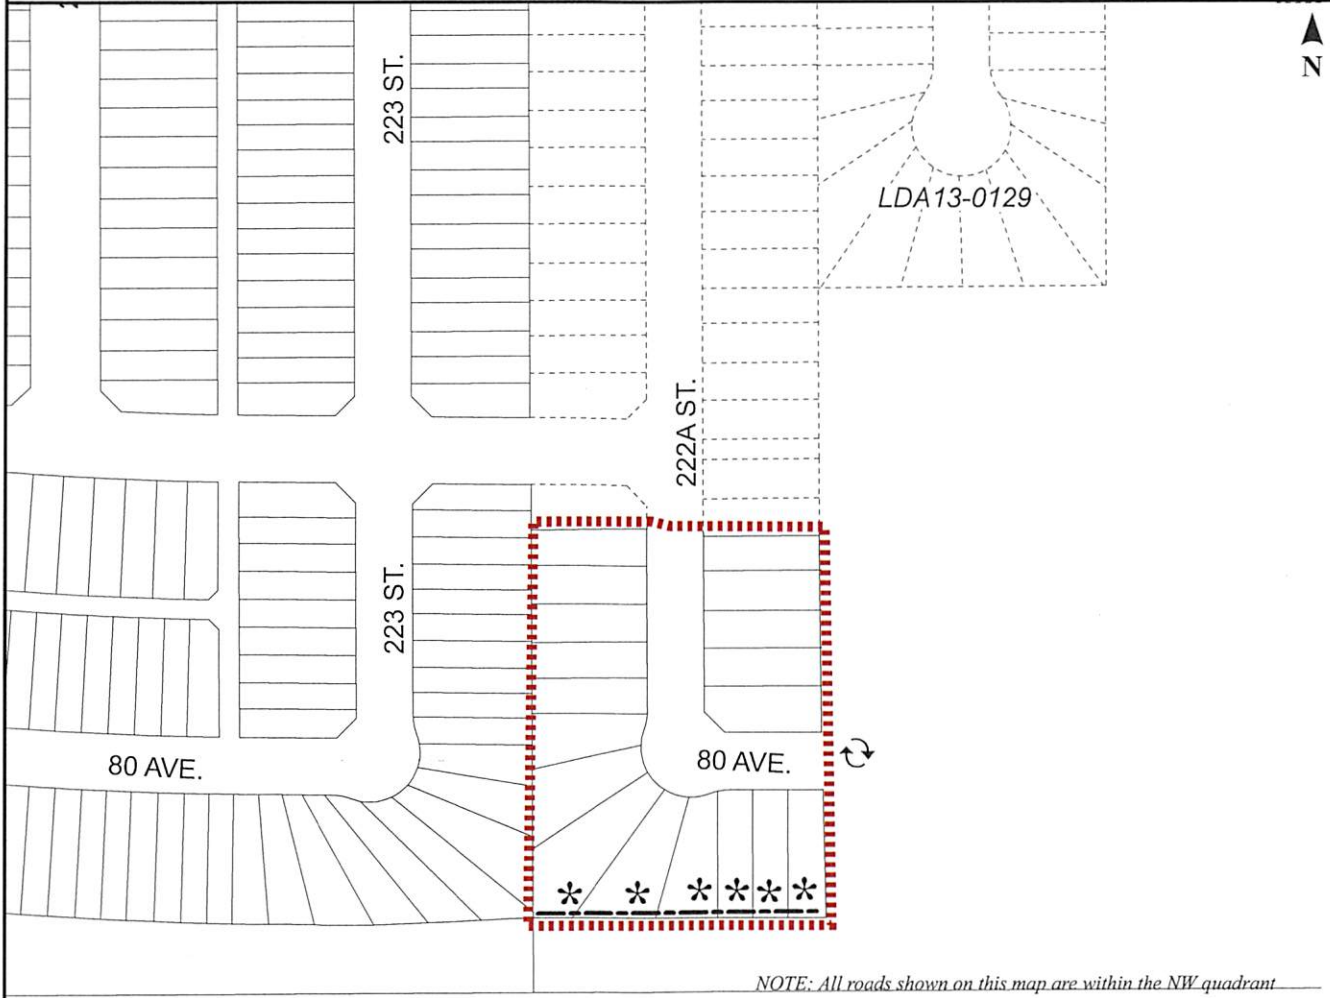 N
223 ST.
LDA13-0129
222A ST.
223 ST.
80 AVE.
80 AVE.
* * * * * *
NOTE: All roads shown on this map are within the NW quadrant